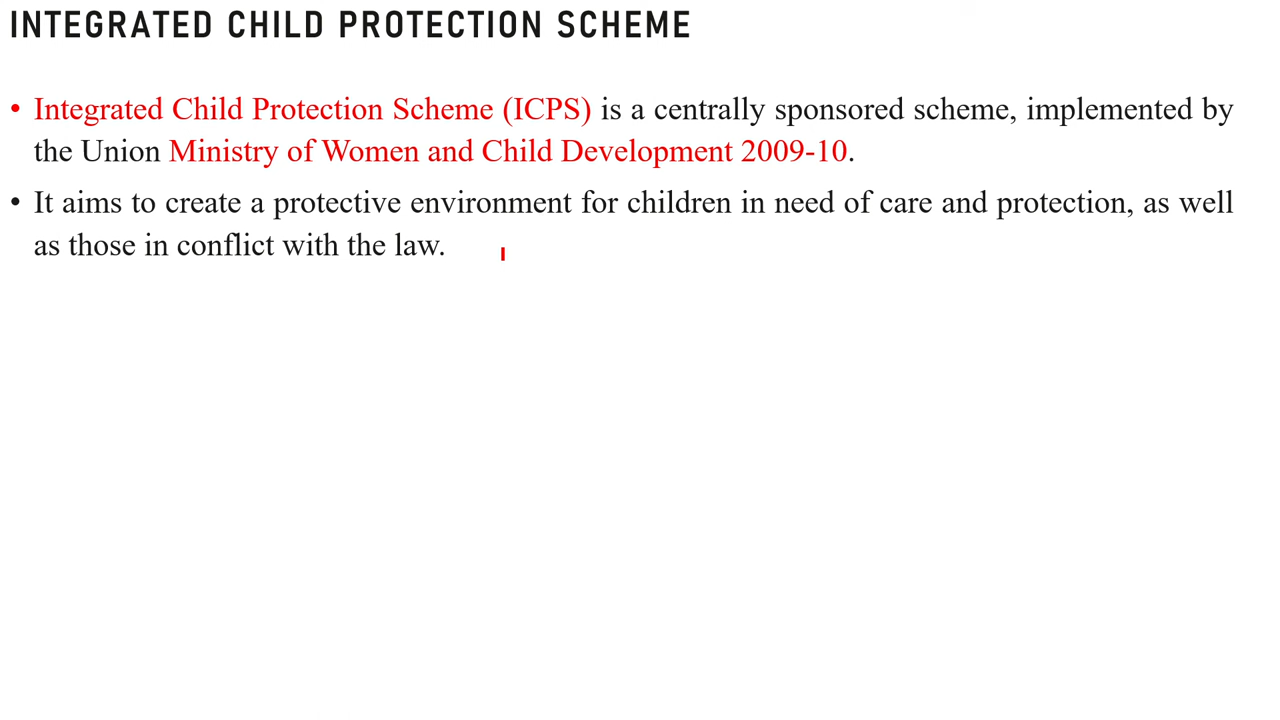 INTEGRATED CHILD PROTECTION SCHEME
• Integrated Child Protection Scheme (ICPS) is a centrally sponsored scheme, implemented by
the Union Ministry of Women and Child Development 2009-10.
• It aims to create a protective environment for children in need of care and protection, as well
as those in conflict with the law.